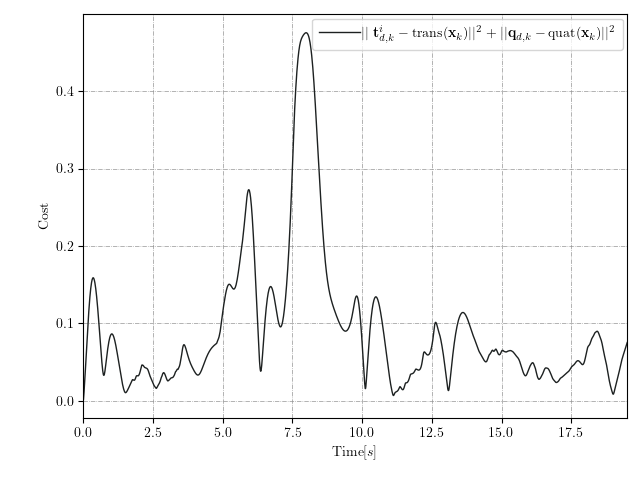 || t^i_{d,k} − trans(x_k)||^2 + ||q_{d,k} − quat(x_k)||^2
0.4
0.3
0.2
0.1
0.0
Cost
0.0 2.5 5.0 7.5 10.0 12.5 15.0 17.5
Time[s]